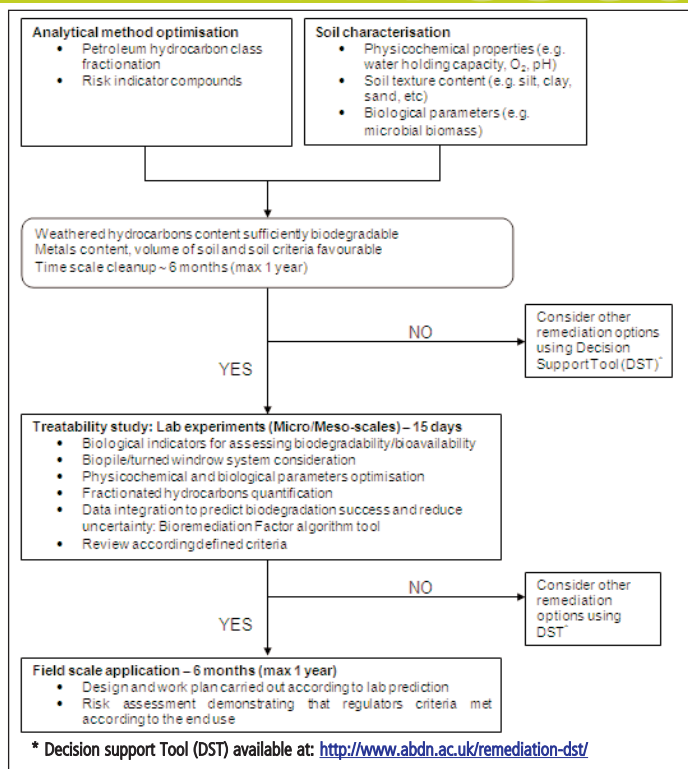 Analytical method optimisation
• Petroleum hydrocarbon class
fractionation
• Risk indicator compounds
Soil characterisation
• Physicochemical properties (e.g.
water holding capacity, O₂, pH)
• Soil texture content (e.g. silt, clay,
sand, etc)
• Biological parameters (e.g.
microbial biomass)
Weathered hydrocarbons content sufficiently biodegradable
Metals content, volume of soil and soil criteria favourable
Time scale cleanup ~ 6 months (max 1 year)
NO
Consider other
remediation options
using Decision
Support Tool (DST)*
YES
Treatability study: Lab experiments (Micro/Meso-scales) – 15 days
• Biological indicators for assessing biodegradability/bioavailability
• Biopile/turned windrow system consideration
• Physicochemical and biological parameters optimisation
• Fractionated hydrocarbons quantification
• Data integration to predict biodegradation success and reduce
uncertainty: Bioremediation Factor algorithm tool
• Review according defined criteria
NO
Consider other
remediation
options using
DST*
YES
Field scale application – 6 months (max 1 year)
• Design and work plan carried out according to lab prediction
• Risk assessment demonstrating that regulators criteria met
according to the end use
* Decision support Tool (DST) available at: http://www.abdn.ac.uk/remediation-dst/